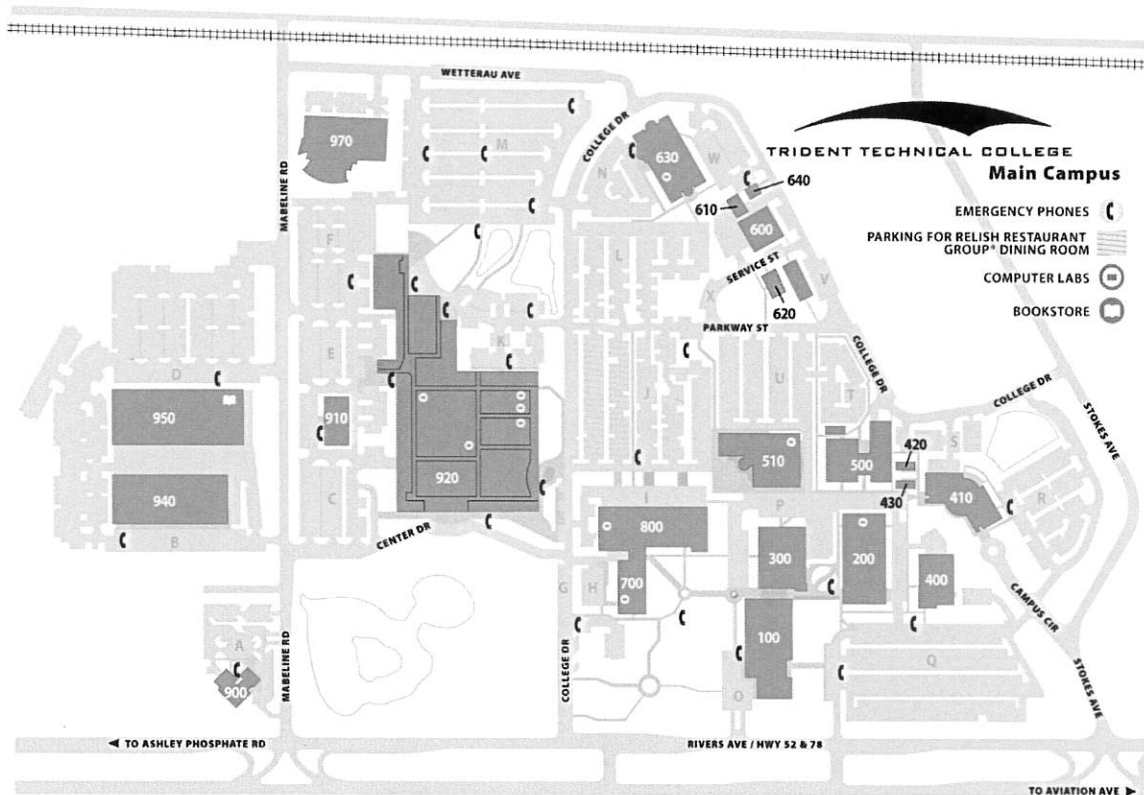 WETTERAU AVE
COLLEGE DR
TRIDENT TECHNICAL COLLEGE
Main Campus
EMERGENCY PHONES
PARKING FOR RELISH RESTAURANT
GROUP® DINING ROOM
COMPUTER LABS
BOOKSTORE
MABELINE RD
970
M
N
630
W
640
610
600
F
L
SERVICE ST
V
X
620
PARKWAY ST
E
K
COLLEGE DR
D
950
910
J
U
T
COLLEGE DR
STOKES AVE
920
510
500
420
S
430
940
C
B
CENTER DR
I
800
P
410
R
300
200
400
G
H
700
CAMPUS CIR
A
900
MABELINE RD
COLLEGE DR
100
O
Q
STOKES AVE
TO ASHLEY PHOSPHATE RD
RIVERS AVE / HWY 52 & 78
TO AVIATION AVE